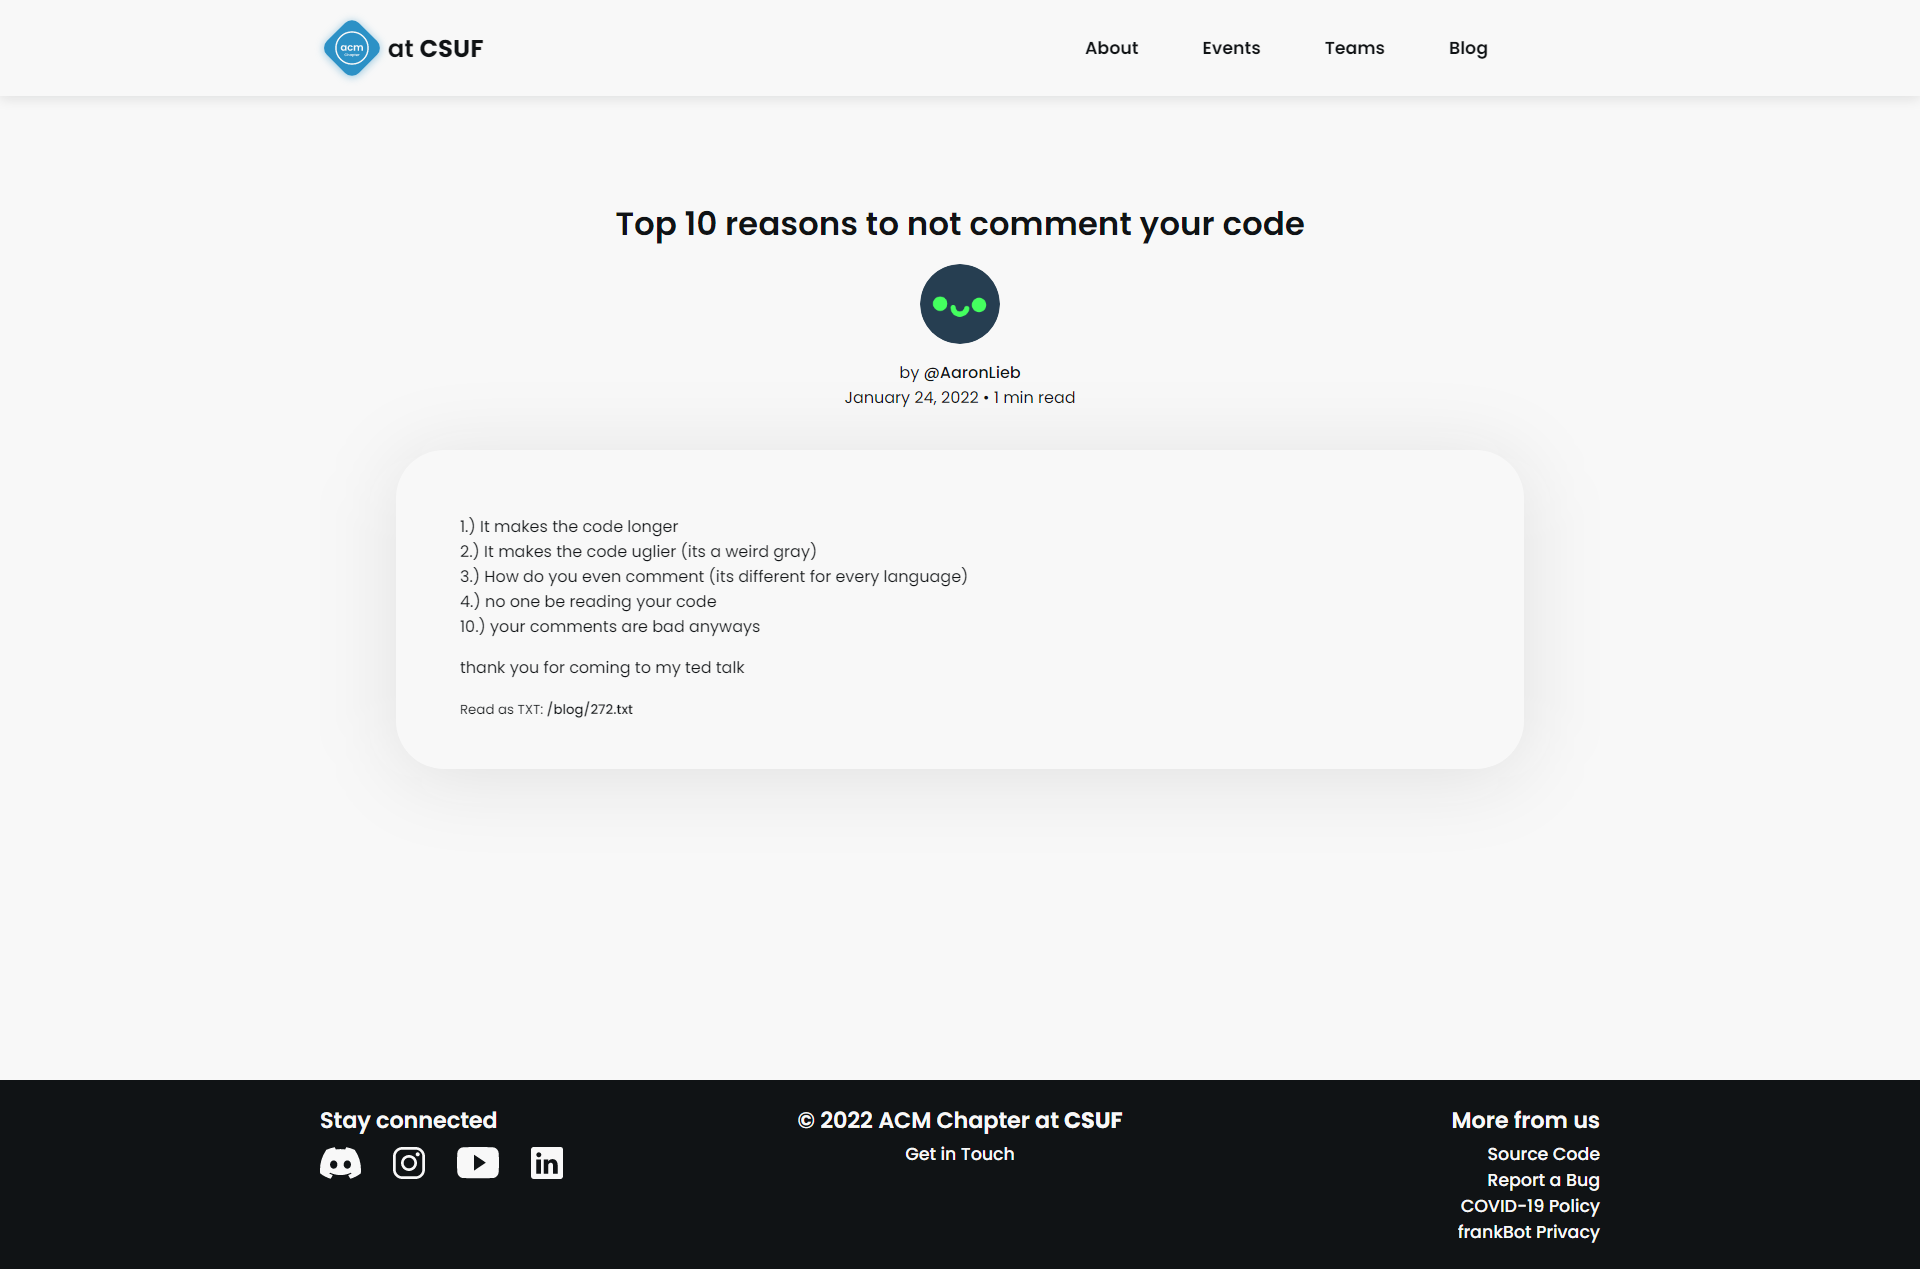 acm
Chapter
at CSUF
About
Events
Teams
Blog
Top 10 reasons to not comment your code
by @AaronLieb
January 24, 2022 • 1 min read
1.) It makes the code longer
2.) It makes the code uglier (its a weird gray)
3.) How do you even comment (its different for every language)
4.) no one be reading your code
10.) your comments are bad anyways
thank you for coming to my ted talk
Read as TXT: /blog/272.txt
Stay connected
© 2022 ACM Chapter at CSUF
Get in Touch
More from us
Source Code
Report a Bug
COVID-19 Policy
frankBot Privacy